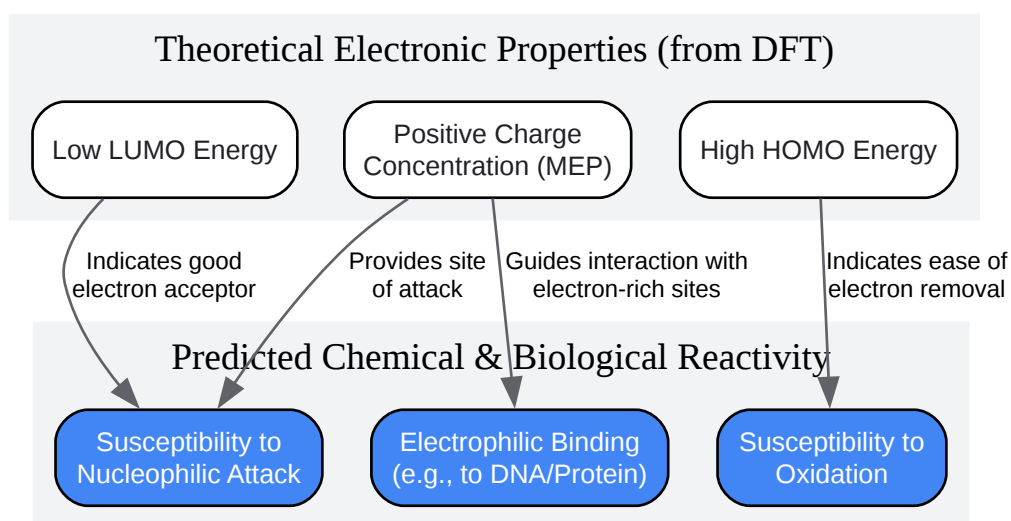 Theoretical Electronic Properties (from DFT)
Low LUMO Energy
Positive Charge
Concentration (MEP)
High HOMO Energy
Indicates good
electron acceptor
Provides site
of attack
Guides interaction with
electron-rich sites
Indicates ease of
electron removal
Predicted Chemical & Biological Reactivity
Susceptibility to
Nucleophilic Attack
Electrophilic Binding
(e.g., to DNA/Protein)
Susceptibility to
Oxidation